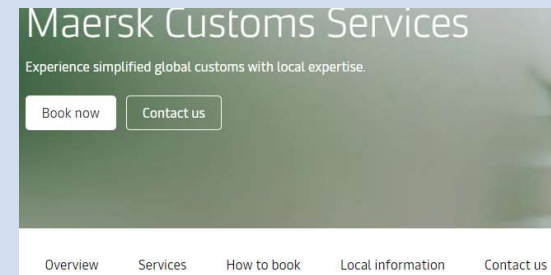 Maersk Customs Services
Experience simplified global customs with local expertise.
Book now Contact us
Overview Services How to book Local information Contact us